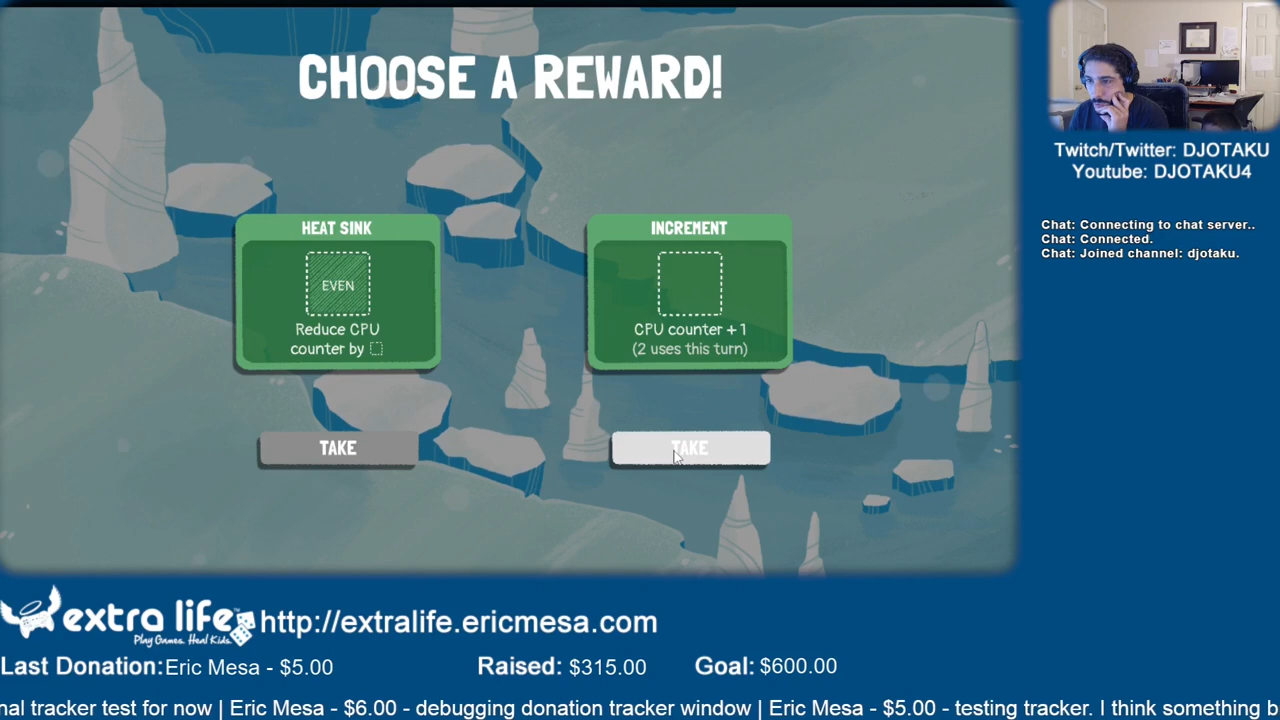 CHOOSE A REWARD!
HEAT SINK
EVEN
Reduce CPU
counter by
TAKE
INCREMENT
CPU counter + 1
(2 uses this turn)
TAKE
Twitch/Twitter: DJOTAKU
Youtube: DJOTAKU4
Chat: Connecting to chat server..
Chat: Connected.
Chat: Joined channel: djotaku.
extra life
Play Games. Heal Kids.
http://extralife.ericmesa.com
Last Donation: Eric Mesa - $5.00 Raised: $315.00 Goal: $600.00
nal tracker test for now | Eric Mesa - $6.00 - debugging donation tracker window | Eric Mesa - $5.00 - testing tracker. I think something b